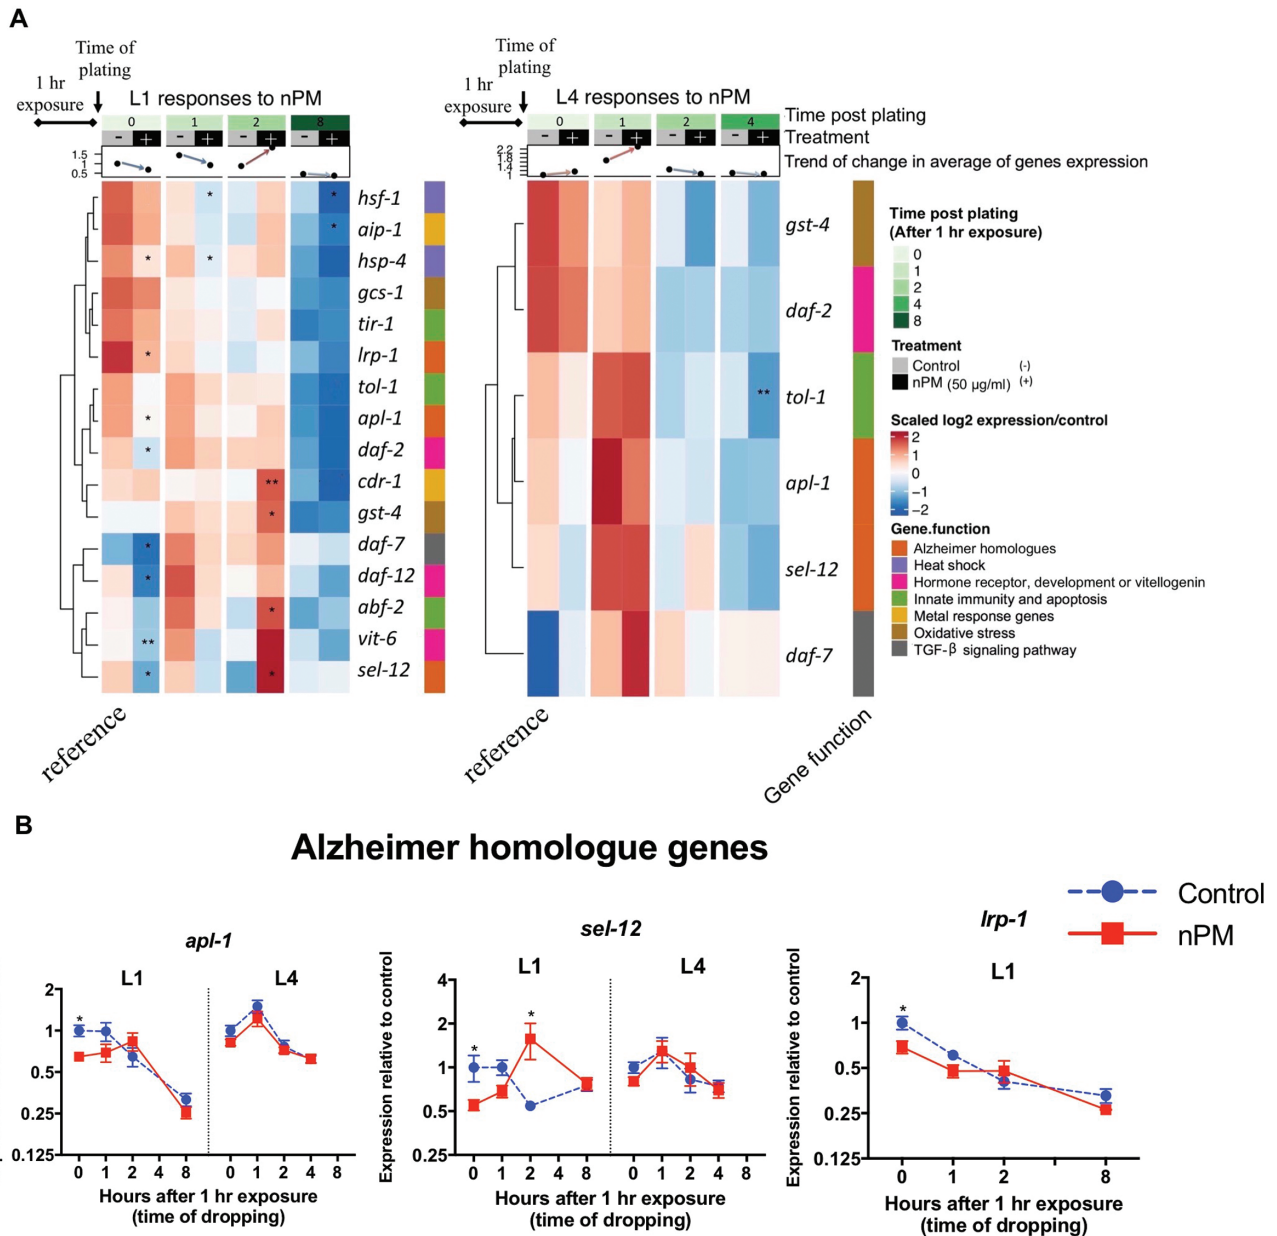 A
Time of
plating
1 hr
exposure
L1 responses to nPM
0 1 2 8
- + - + - + - +
1.5
1
0.5
* *
*
* *
*
*
*
**
*
*
*
*
**
* *
hsf-1
aip-1
hsp-4
gcs-1
tir-1
lrp-1
tol-1
apl-1
daf-2
cdr-1
gst-4
daf-7
daf-12
abf-2
vit-6
sel-12
reference
Time of
plating
1 hr
exposure
L4 responses to nPM
0 1 2 4
- + - + - + - +
2.2
1.8
1.4
1
**
gst-4
daf-2
tol-1
apl-1
sel-12
daf-7
reference
Gene function
Time post plating
Treatment
Trend of change in average of genes expression
Time post plating
(After 1 hr exposure)
0
1
2
4
8
Treatment
Control (-)
nPM (50 µg/ml) (+)
Scaled log2 expression/control
2
1
0
-1
-2
Gene.function
Alzheimer homologues
Heat shock
Hormone receptor, development or vitellogenin
Innate immunity and apoptosis
Metal response genes
Oxidative stress
TGF-β signaling pathway
B
Alzheimer homologue genes
Control
nPM
apl-1
L1 L4
2
1
0.5
0.25
0.125
*
0 1 2 4 8 0 1 2 4 8
Hours after 1 hr exposure
(time of dropping)
sel-12
L1 L4
Expression relative to control
4
2
1
0.5
0.25
* *
0 1 2 4 8 0 1 2 4 8
Hours after 1 hr exposure
(time of dropping)
lrp-1
L1
Expression relative to control
2
1
0.5
0.25
0.125
*
0 1 2 8
Hours after 1 hr exposure
(time of dropping)